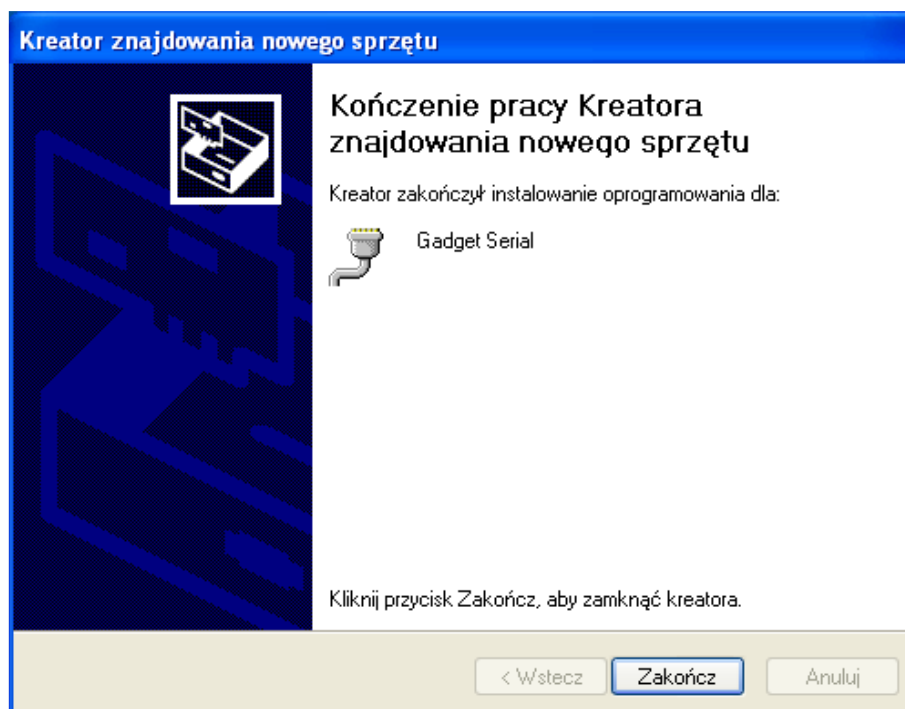 Kreator znajdowania nowego sprzętu
Kończenie pracy Kreatora
znajdowania nowego sprzętu
Kreator zakończył instalowanie oprogramowania dla:
Gadget Serial
Kliknij przycisk Zakończ, aby zamknąć kreatora.
< Wstecz
Zakończ
Anuluj